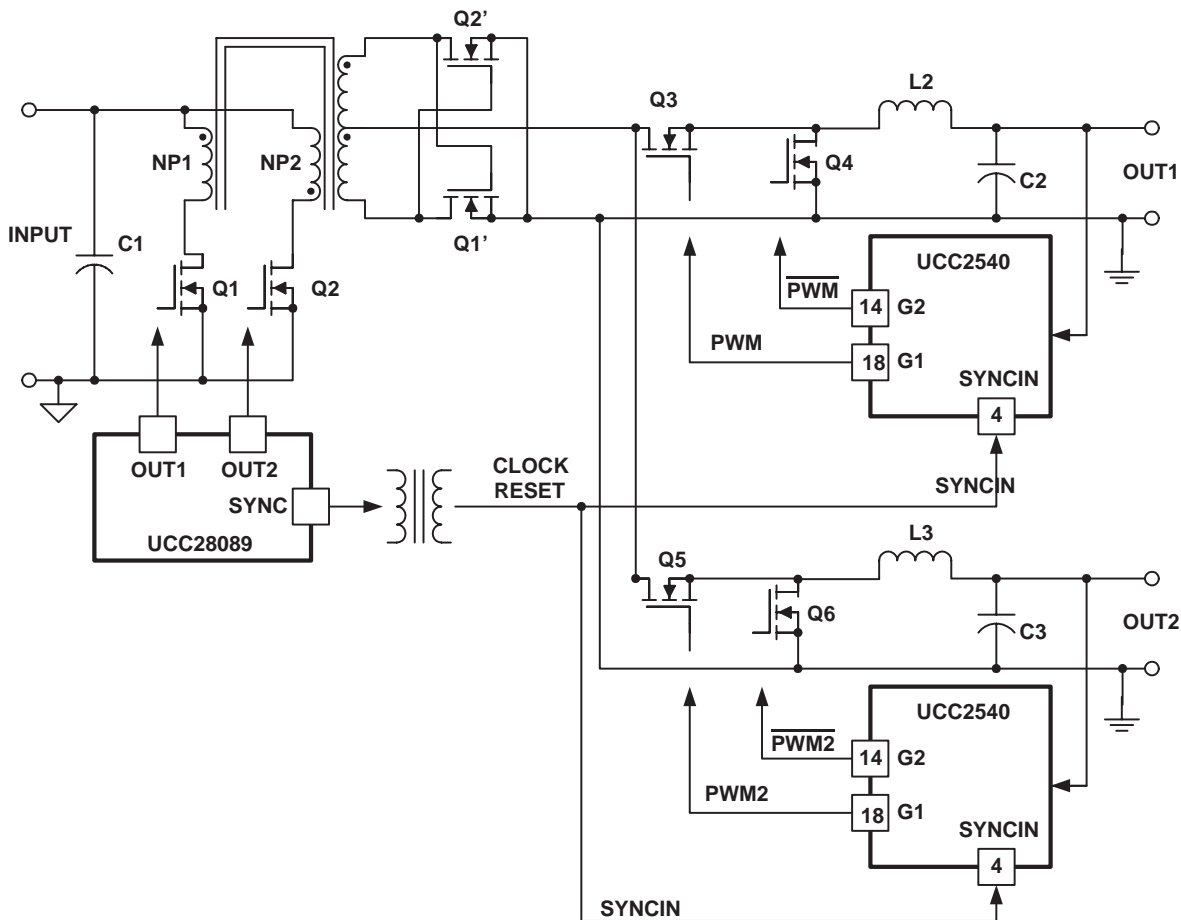 Q2'
Q3
L2
NP1
NP2
Q4
C2
OUT1
INPUT
C1
Q1'
Q1
Q2
UCC2540
PWM
14
G2
PWM
18
G1
SYNCIN
4
OUT1
OUT2
CLOCK
RESET
SYNCIN
SYNC
UCC28089
L3
Q5
Q6
C3
OUT2
UCC2540
PWM2
14
G2
PWM2
18
G1
SYNCIN
4
SYNCIN